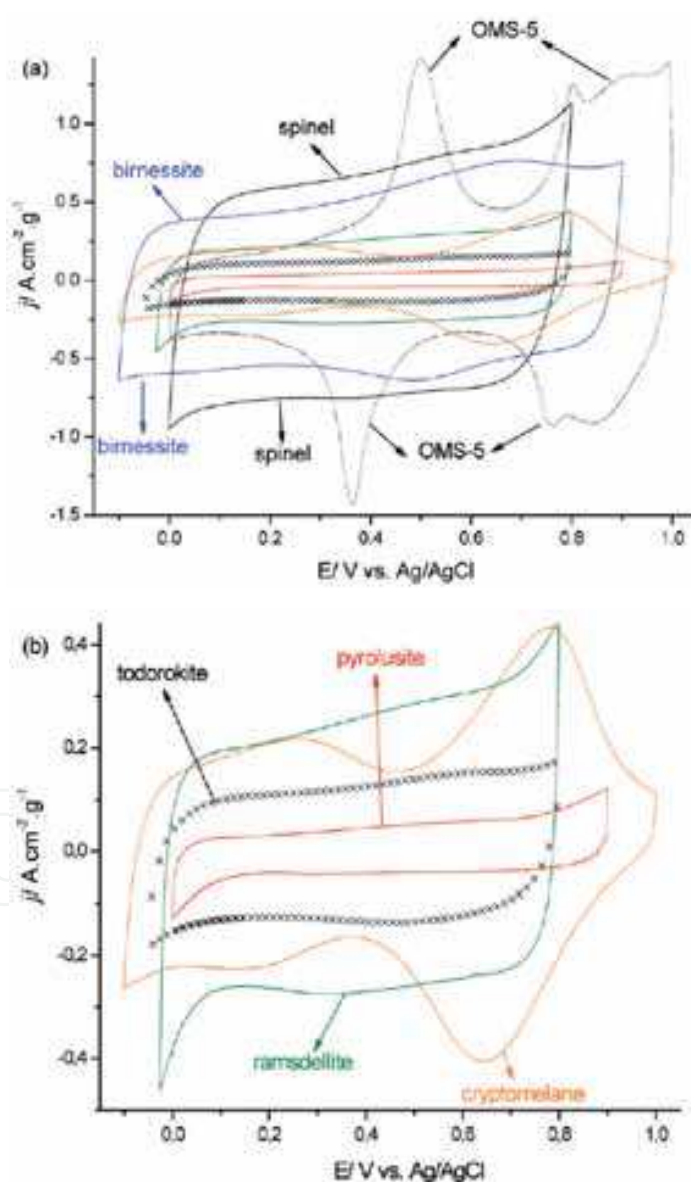 (a)
OMS-5
spinel
birnessite
1.0
0.5
0.0
-0.5
-1.0
-1.5
j/ A.cm⁻².g⁻¹
birnessite
spinel
OMS-5
0.0 0.2 0.4 0.6 0.8 1.0
E/ V vs. Ag/AgCl
(b)
todorokite
pyrolusite
0,4
0,2
0,0
-0,2
-0,4
j/ A.cm⁻².g⁻¹
ramsdellite
cryptomelane
0.0 0.2 0.4 0.6 0.8 1.0
E/ V vs. Ag/AgCl